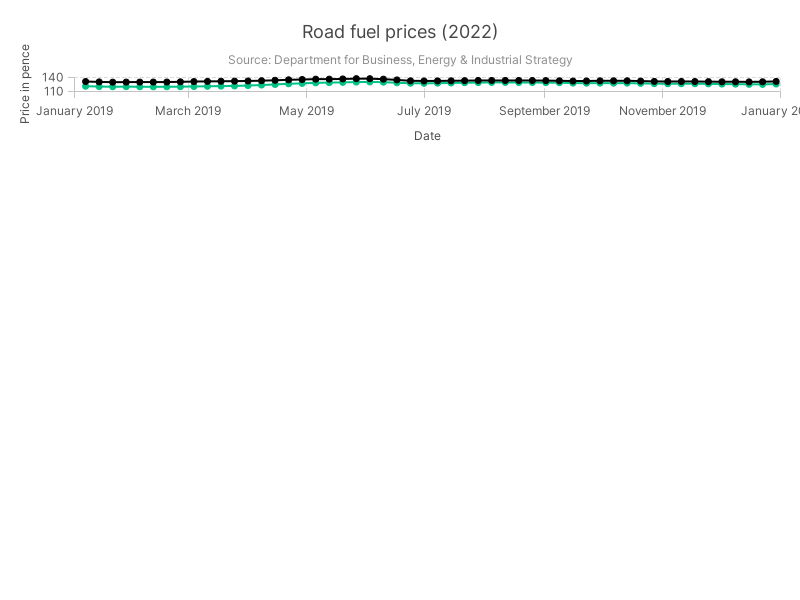 Road fuel prices (2022)
Source: Department for Business, Energy & Industrial Strategy
Price in pence
140
110
January 2019 March 2019 May 2019 July 2019 September 2019 November 2019 January 20
Date